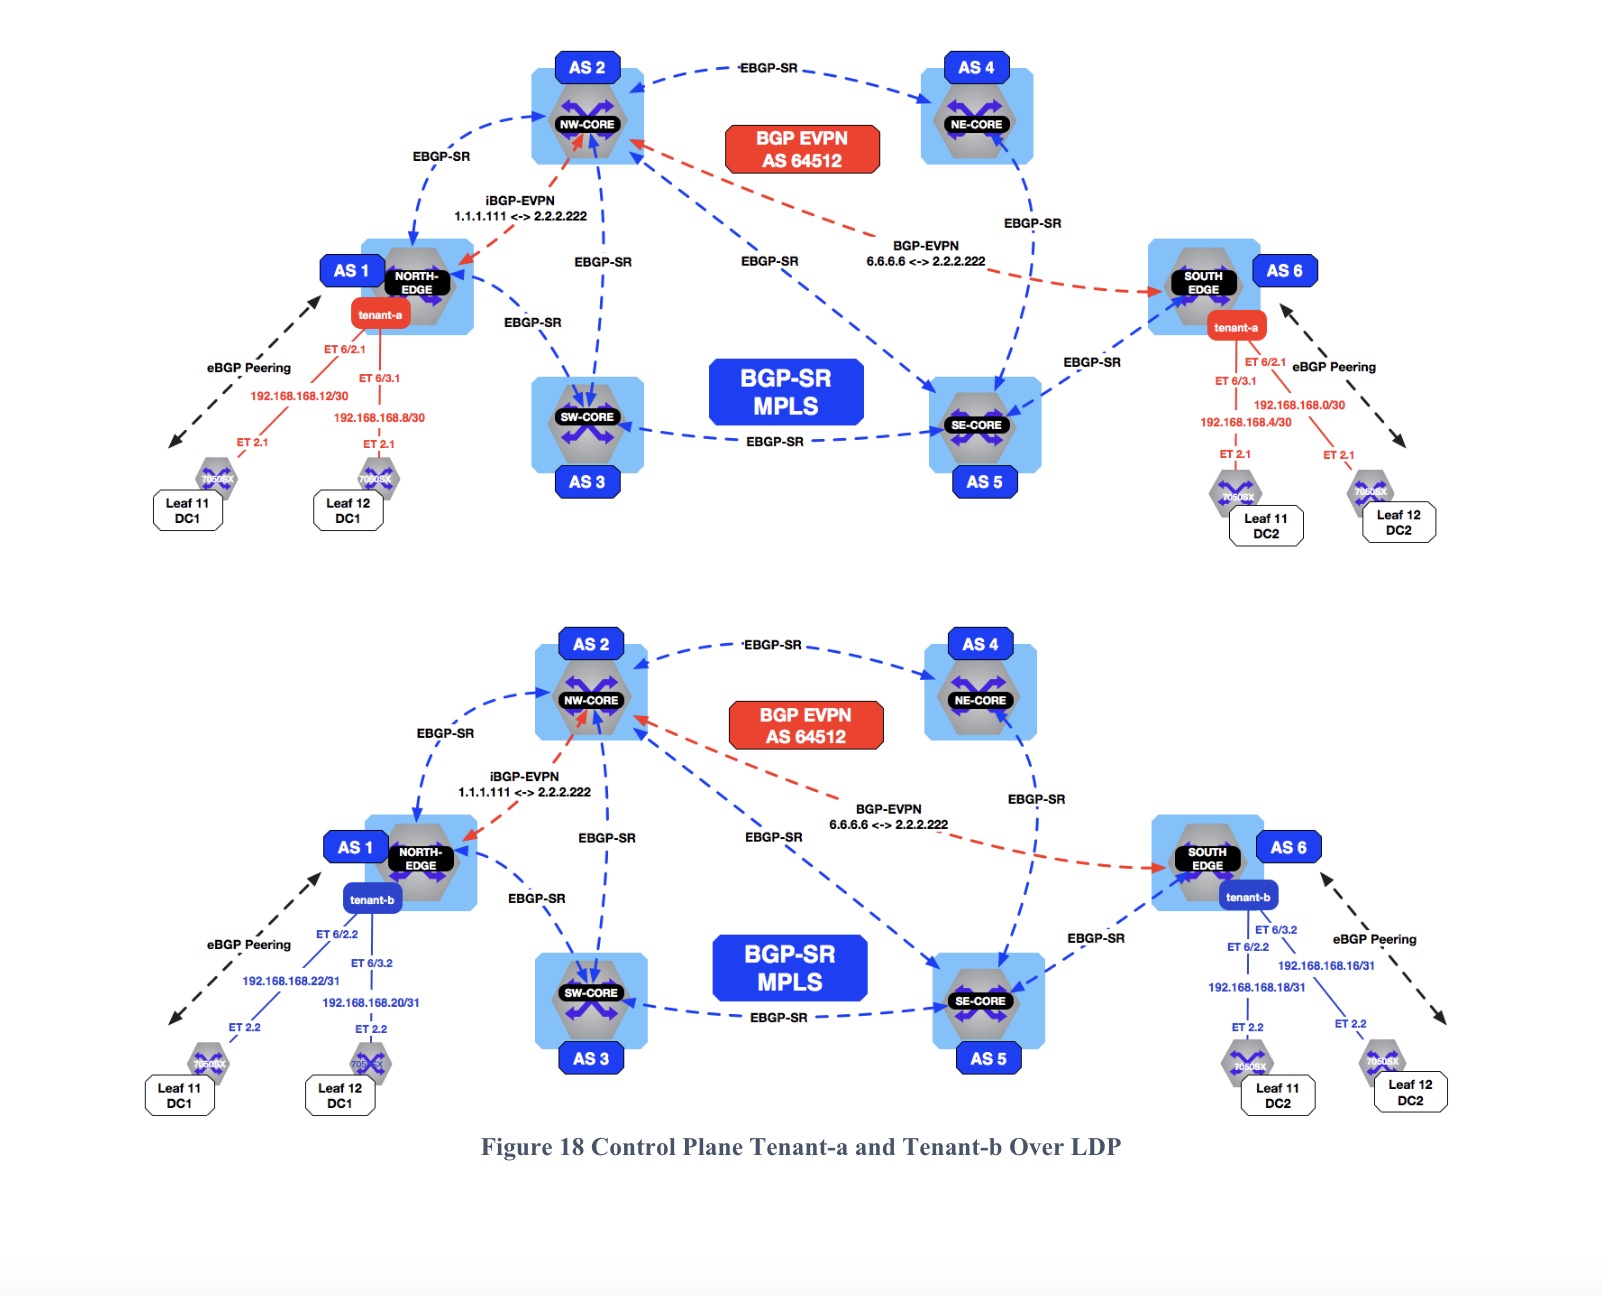 AS 2
EBGP-SR
AS 4
NW-CORE
NE-CORE
BGP EVPN
AS 64512
EBGP-SR
iBGP-EVPN
1.1.1.111 <-> 2.2.2.222
EBGP-SR
BGP-EVPN
6.6.6.6 <-> 2.2.2.222
EBGP-SR
EBGP-SR
AS 1
NORTH-
EDGE
SOUTH
EDGE
AS 6
tenant-a
tenant-a
EBGP-SR
ET 6/2.1
eBGP Peering
ET 6/3.1
192.168.168.12/30
192.168.168.8/30
ET 2.1
ET 2.1
BGP-SR
MPLS
EBGP-SR
ET 6/2.1
eBGP Peering
ET 6/3.1
192.168.168.0/30
192.168.168.4/30
ET 2.1
ET 2.1
SW-CORE
EBGP-SR
SE-CORE
AS 3
AS 5
7050SX
Leaf 11
DC1
7050SX
Leaf 12
DC1
7050SX
Leaf 11
DC2
7050SX
Leaf 12
DC2
AS 2
EBGP-SR
AS 4
NW-CORE
NE-CORE
BGP EVPN
AS 64512
EBGP-SR
iBGP-EVPN
1.1.1.111 <-> 2.2.2.222
EBGP-SR
BGP-EVPN
6.6.6.6 <-> 2.2.2.222
EBGP-SR
EBGP-SR
AS 1
NORTH-
EDGE
SOUTH
EDGE
AS 6
tenant-b
tenant-b
EBGP-SR
ET 6/2.2
eBGP Peering
ET 6/3.2
192.168.168.22/31
192.168.168.20/31
ET 2.2
ET 2.2
BGP-SR
MPLS
EBGP-SR
ET 6/3.2
eBGP Peering
ET 6/2.2
192.168.168.16/31
192.168.168.18/31
ET 2.2
ET 2.2
SW-CORE
EBGP-SR
SE-CORE
AS 3
AS 5
7050SX
Leaf 11
DC1
7050SX
Leaf 12
DC1
7050SX
Leaf 11
DC2
7050SX
Leaf 12
DC2
Figure 18 Control Plane Tenant-a and Tenant-b Over LDP